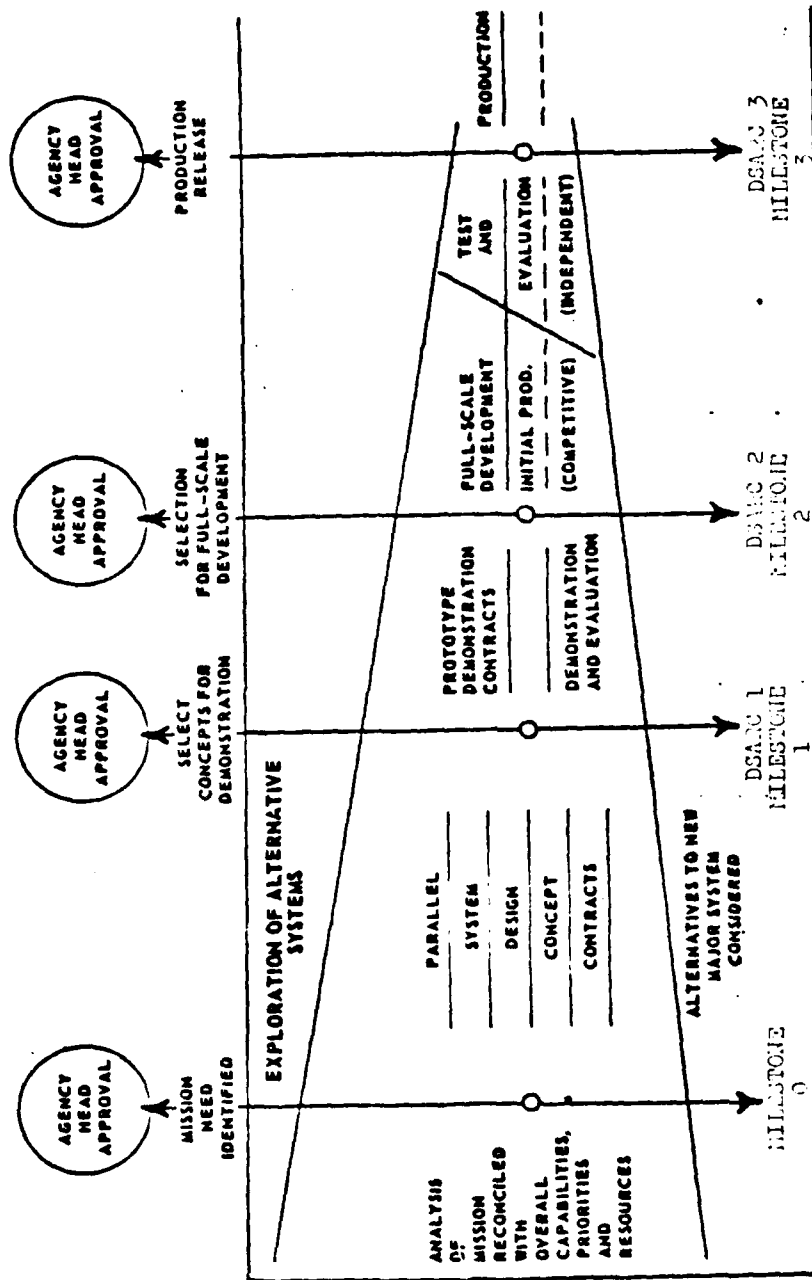 AGENCY
HEAD
APPROVAL
MISSION
NEED
IDENTIFIED
AGENCY
HEAD
APPROVAL
SELECT
CONCEPTS FOR
DEMONSTRATION
AGENCY
HEAD
APPROVAL
SELECTION
FOR FULL-SCALE
DEVELOPMENT
AGENCY
HEAD
APPROVAL
PRODUCTION
RELEASE
EXPLORATION OF ALTERNATIVE
SYSTEMS
ANALYSIS
OF
MISSION
RECONCILED
WITH
OVERALL
CAPABILITIES,
PRIORITIES
AND
RESOURCES
PARALLEL
SYSTEM
DESIGN
CONCEPT
CONTRACTS
PROTOTYPE
DEMONSTRATION
CONTRACTS
DEMONSTRATION
AND EVALUATION
FULL-SCALE
DEVELOPMENT
INITIAL PROD.
(COMPETITIVE)
TEST
AND
EVALUATION
(INDEPENDENT)
PRODUCTION
ALTERNATIVES TO NEW
MAJOR SYSTEM
CONSIDERED
MILESTONE
0
DSARC 1
MILESTONE
1
DSARC 2
MILESTONE
2
DSARC 3
MILESTONE
3